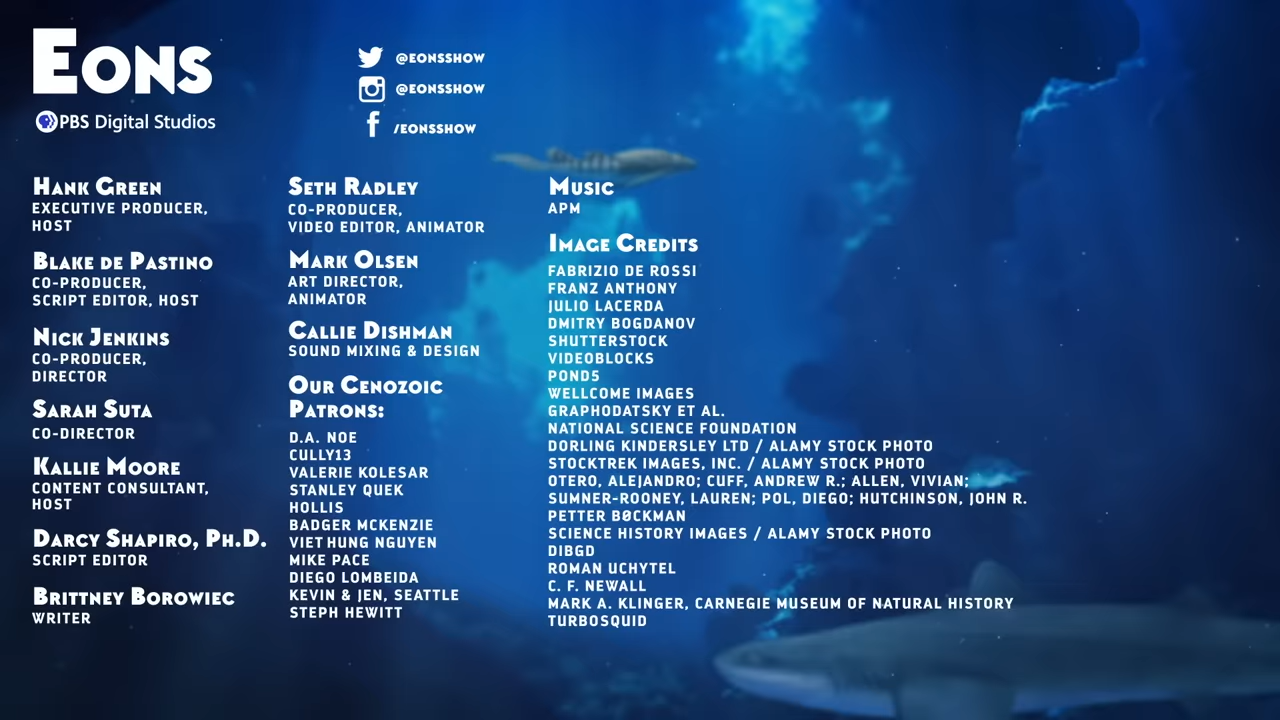 EONS
PBS Digital Studios
@EONSSHOW
@EONSSHOW
/EONSSHOW
HANK GREEN
EXECUTIVE PRODUCER,
HOST
BLAKE DE PASTINO
CO-PRODUCER,
SCRIPT EDITOR, HOST
NICK JENKINS
CO-PRODUCER,
DIRECTOR
SARAH SUTA
CO-DIRECTOR
KALLIE MOORE
CONTENT CONSULTANT,
HOST
DARCY SHAPIRO, PH.D.
SCRIPT EDITOR
BRITTNEY BOROWIEC
WRITER
SETH RADLEY
CO-PRODUCER,
VIDEO EDITOR, ANIMATOR
MARK OLSEN
ART DIRECTOR,
ANIMATOR
CALLIE DISHMAN
SOUND MIXING & DESIGN
OUR CENOZOIC
PATRONS:
D.A. NOE
CULLY13
VALERIE KOLESAR
STANLEY QUEK
HOLLIS
BADGER MCKENZIE
VIET HUNG NGUYEN
MIKE PACE
DIEGO LOMBEIDA
KEVIN & JEN, SEATTLE
STEPH HEWITT
MUSIC
APM
IMAGE CREDITS
FABRIZIO DE ROSSI
FRANZ ANTHONY
JULIO LACERDA
DMITRY BOGDANOV
SHUTTERSTOCK
VIDEOBLOCKS
POND5
WELLCOME IMAGES
GRAPHODATSKY ET AL.
NATIONAL SCIENCE FOUNDATION
DORLING KINDERSLEY LTD / ALAMY STOCK PHOTO
STOCKTREK IMAGES, INC. / ALAMY STOCK PHOTO
OTERO, ALEJANDRO; CUFF, ANDREW R.; ALLEN, VIVIAN;
SUMNER-ROONEY, LAUREN; POL, DIEGO; HUTCHINSON, JOHN R.
PETTER BØCKMAN
SCIENCE HISTORY IMAGES / ALAMY STOCK PHOTO
DIBGD
ROMAN UCHYTEL
C. F. NEWALL
MARK A. KLINGER, CARNEGIE MUSEUM OF NATURAL HISTORY
TURBOSQUID